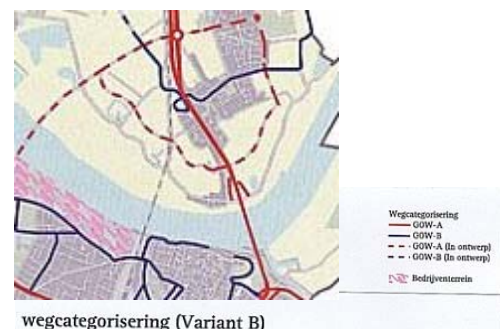 Wegcategorisering
GOW-A
GOW-B
GOW-A (In ontwerp)
GOW-B (In ontwerp)
Bedrijventerrein
wegcategorisering (Variant B)